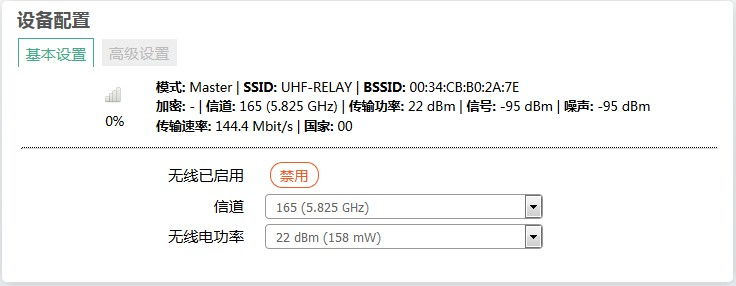 设备配置
基本设置 高级设置
模式: Master | SSID: UHF-RELAY | BSSID: 00:34:CB:B0:2A:7E
0% 加密: - | 信道: 165 (5.825 GHz) | 传输功率: 22 dBm | 信号: -95 dBm | 噪声: -95 dBm
传输速率: 144.4 Mbit/s | 国家: 00
无线已启用 禁用
信道 165 (5.825 GHz)
无线电功率 22 dBm (158 mW)